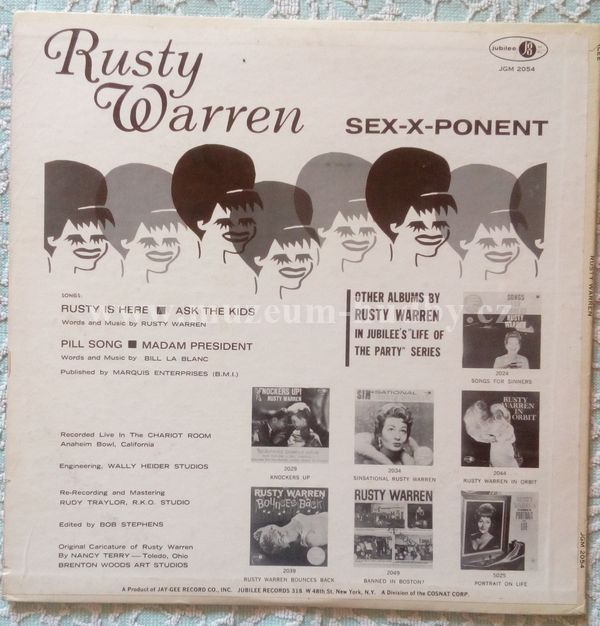 Rusty
Warren
jubilee
JGM 2054
SEX-X-PONENT
SONGS:
RUSTY IS HERE ■ ASK THE KIDS
Words and Music by RUSTY WARREN
PILL SONG ■ MADAM PRESIDENT
Words and Music by BILL LA BLANC
Published by MARQUIS ENTERPRISES (B.M.I.)
OTHER ALBUMS BY
RUSTY WARREN
IN JUBILEE'S "LIFE OF
THE PARTY" SERIES
SONGS
RUSTY WARREN
2024
SONGS FOR SINNERS
Recorded Live In The CHARIOT ROOM
Anaheim Bowl, California
Engineering, WALLY HEIDER STUDIOS
Re-Recording and Mastering
RUDY TRAYLOR, R.K.O. STUDIO
Edited by BOB STEPHENS
Original Caricature of Rusty Warren
By NANCY TERRY — Toledo, Ohio
BRENTON WOODS ART STUDIOS
KNOCKERS UP!
RUSTY WARREN
2029
KNOCKERS UP
SIN-SATIONAL
2034
SINSATIONAL RUSTY WARREN
RUSTY
WARREN
IN
ORBIT
2044
RUSTY WARREN IN ORBIT
RUSTY WARREN
Bounces Back
2039
RUSTY WARREN BOUNCES BACK
RUSTY WARREN
2049
BANNED IN BOSTON?
PORTRAIT
LIFE
5025
PORTRAIT ON LIFE
A Product of JAY-GEE RECORD CO., INC. JUBILEE RECORDS 318 W 48th St. New York, N.Y. A Division of the COSNAT CORP.
RUSTY WARREN
JGM 2054